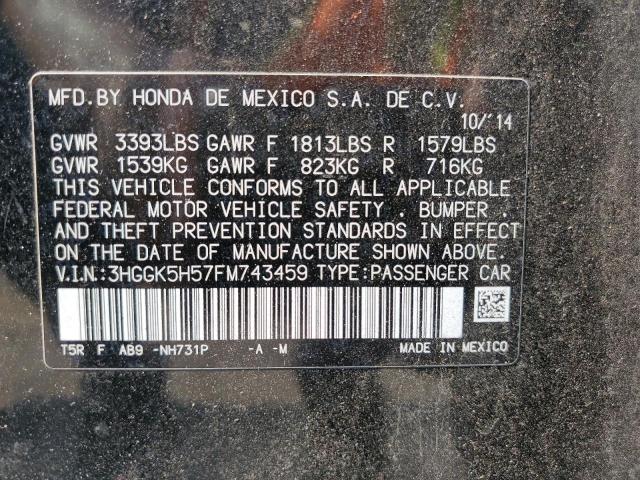 MFD.BY HONDA DE MEXICO S.A. DE C.V.
10/'14
GVWR 3393LBS GAWR F 1813LBS R 1579LBS
GVWR 1539KG GAWR F 823KG R 716KG
THIS VEHICLE CONFORMS TO ALL APPLICABLE
FEDERAL MOTOR VEHICLE SAFETY . BUMPER .
AND THEFT PREVENTION STANDARDS IN EFFECT
ON THE DATE OF MANUFACTURE SHOWN ABOVE.
V.I.N.:3HGGK5H57FM743459 TYPE:PASSENGER CAR
T5R F AB9 -NH731P -A -M MADE IN MEXICO